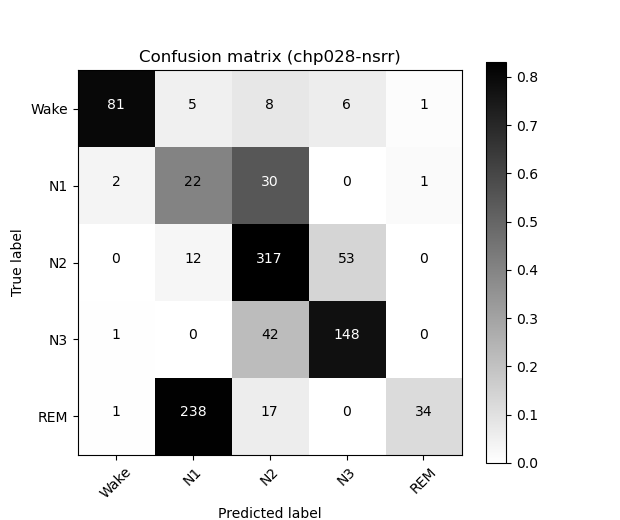 Confusion matrix (chp028-nsrr)
True label
Wake 81 5 8 6 1
N1 2 22 30 0 1
N2 0 12 317 53 0
N3 1 0 42 148 0
REM 1 238 17 0 34
Wake N1 N2 N3 REM
Predicted label
0.8
0.7
0.6
0.5
0.4
0.3
0.2
0.1
0.0